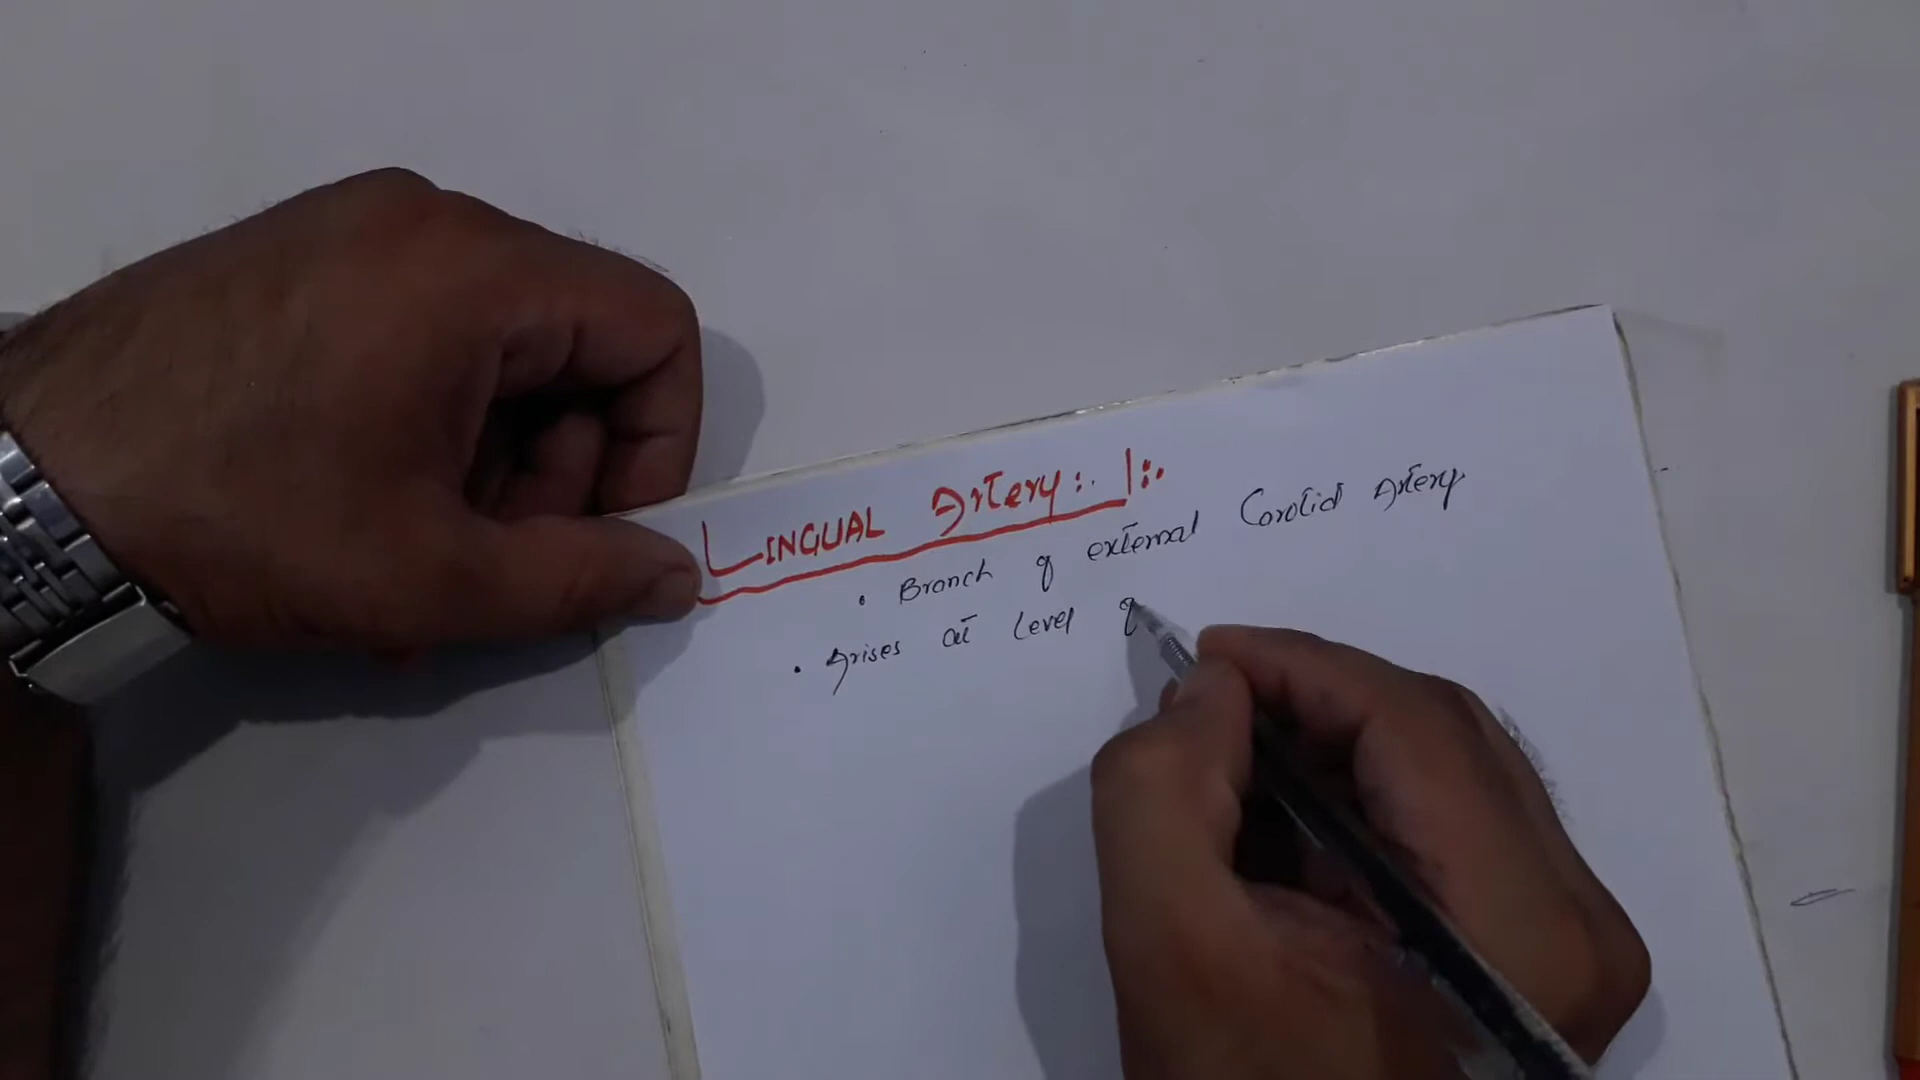 LINGUAL Artery:. |:.
• Branch of external Carotid Artery
• Arises at level of